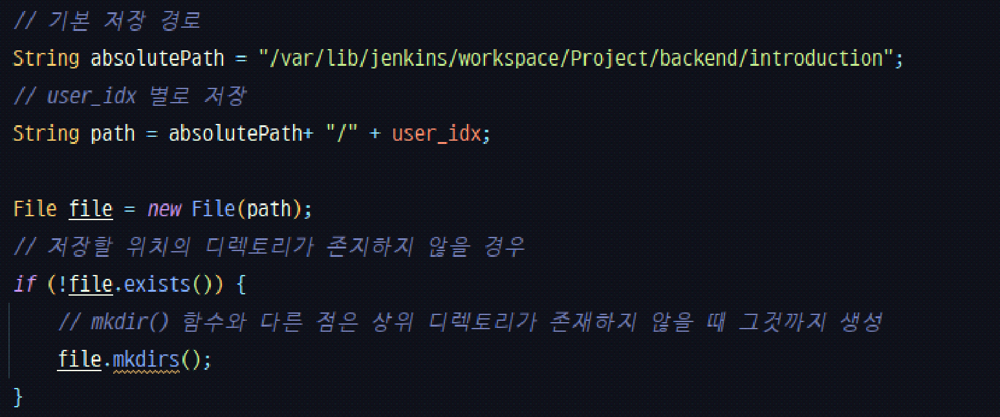 // 기본 저장 경로
String absolutePath = "/var/lib/jenkins/workspace/Project/backend/introduction";
// user_idx 별로 저장
String path = absolutePath+ "/" + user_idx;
File file = new File(path);
// 저장할 위치의 디렉토리가 존지하지 않을 경우
if (!file.exists()) {
// mkdir() 함수와 다른 점은 상위 디렉토리가 존재하지 않을 때 그것까지 생성
file.mkdirs();
}